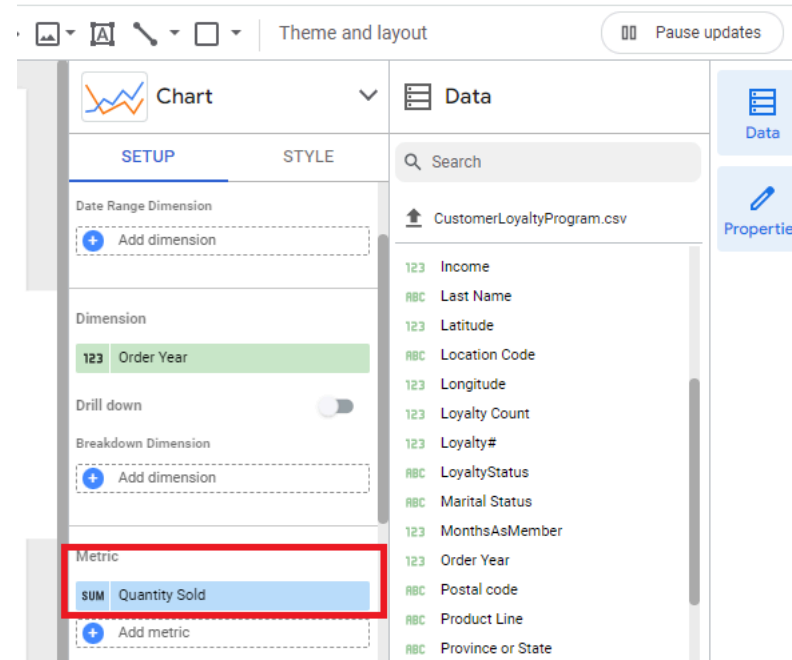 Theme and layout
Pause updates
Chart
SETUP
STYLE
Date Range Dimension
Add dimension
Dimension
123 Order Year
Drill down
Breakdown Dimension
Add dimension
Metric
SUM Quantity Sold
Add metric
Data
Search
CustomerLoyaltyProgram.csv
123 Income
ABC Last Name
123 Latitude
ABC Location Code
123 Longitude
123 Loyalty Count
123 Loyalty#
ABC LoyaltyStatus
ABC Marital Status
123 MonthsAsMember
123 Order Year
ABC Postal code
ABC Product Line
ABC Province or State
Data
Propertie